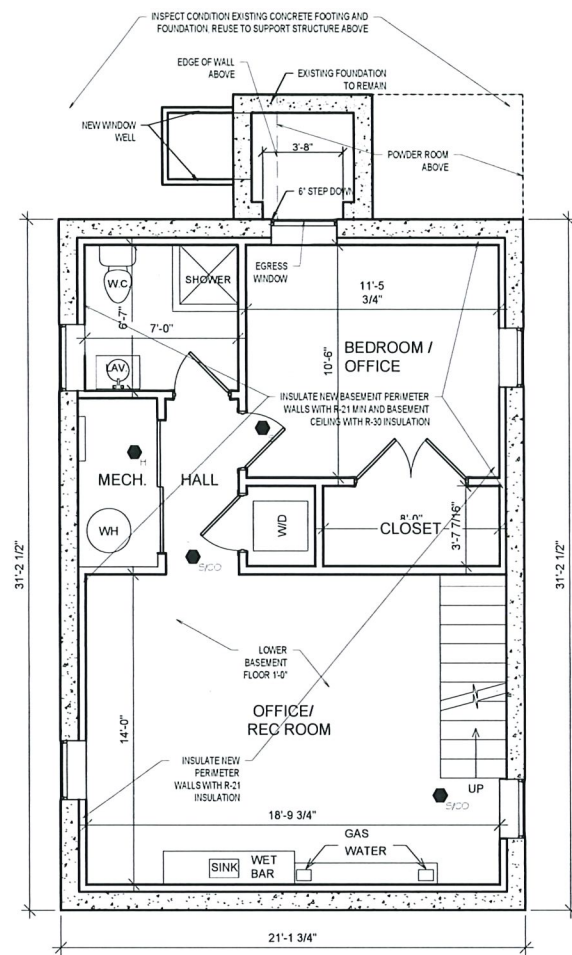 INSPECT CONDITION EXISTING CONCRETE FOOTING AND
FOUNDATION, REUSE TO SUPPORT STRUCTURE ABOVE
EDGE OF WALL
ABOVE
EXISTING FOUNDATION
TO REMAIN
NEW WINDOW
WELL
3'-8"
POWDER ROOM
ABOVE
6" STEP DOWN
EGRESS
WINDOW
W.C.
SHOWER
11'-5
3/4"
6'-7"
7'-0"
10'-6"
BEDROOM /
OFFICE
LAV.
INSULATE NEW BASEMENT PERIMETER
WALLS WITH R-21 MIN AND BASEMENT
CEILING WITH R-30 INSULATION
H
MECH.
HALL
WH
W/D
8'-0"
CLOSET
3'-7 7/16"
S/CO
31'-2 1/2"
31'-2 1/2"
LOWER
BASEMENT
FLOOR 1'-0"
OFFICE/
REC ROOM
14'-0"
INSULATE NEW
PERIMETER
WALLS WITH R-21
INSULATION
UP
S/CO
18'-9 3/4"
GAS
WATER
SINK
WET
BAR
21'-1 3/4"